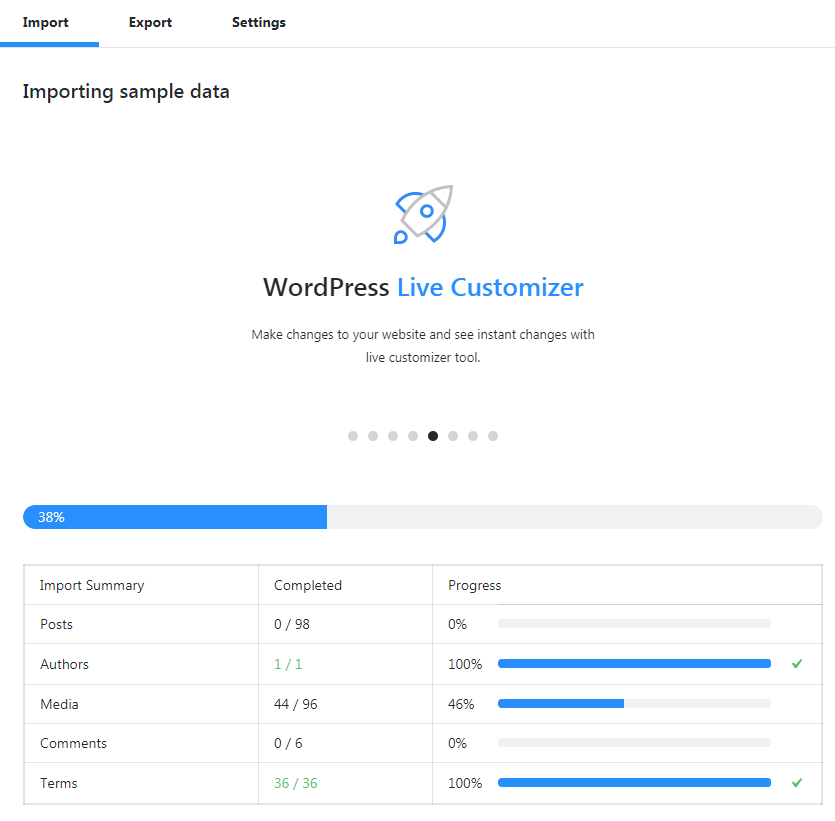 Import Export Settings
Importing sample data
WordPress Live Customizer
Make changes to your website and see instant changes with
live customizer tool.
38%
Import Summary Completed Progress
Posts 0 / 98 0%
Authors 1 / 1 100%
Media 44 / 96 46%
Comments 0 / 6 0%
Terms 36 / 36 100%